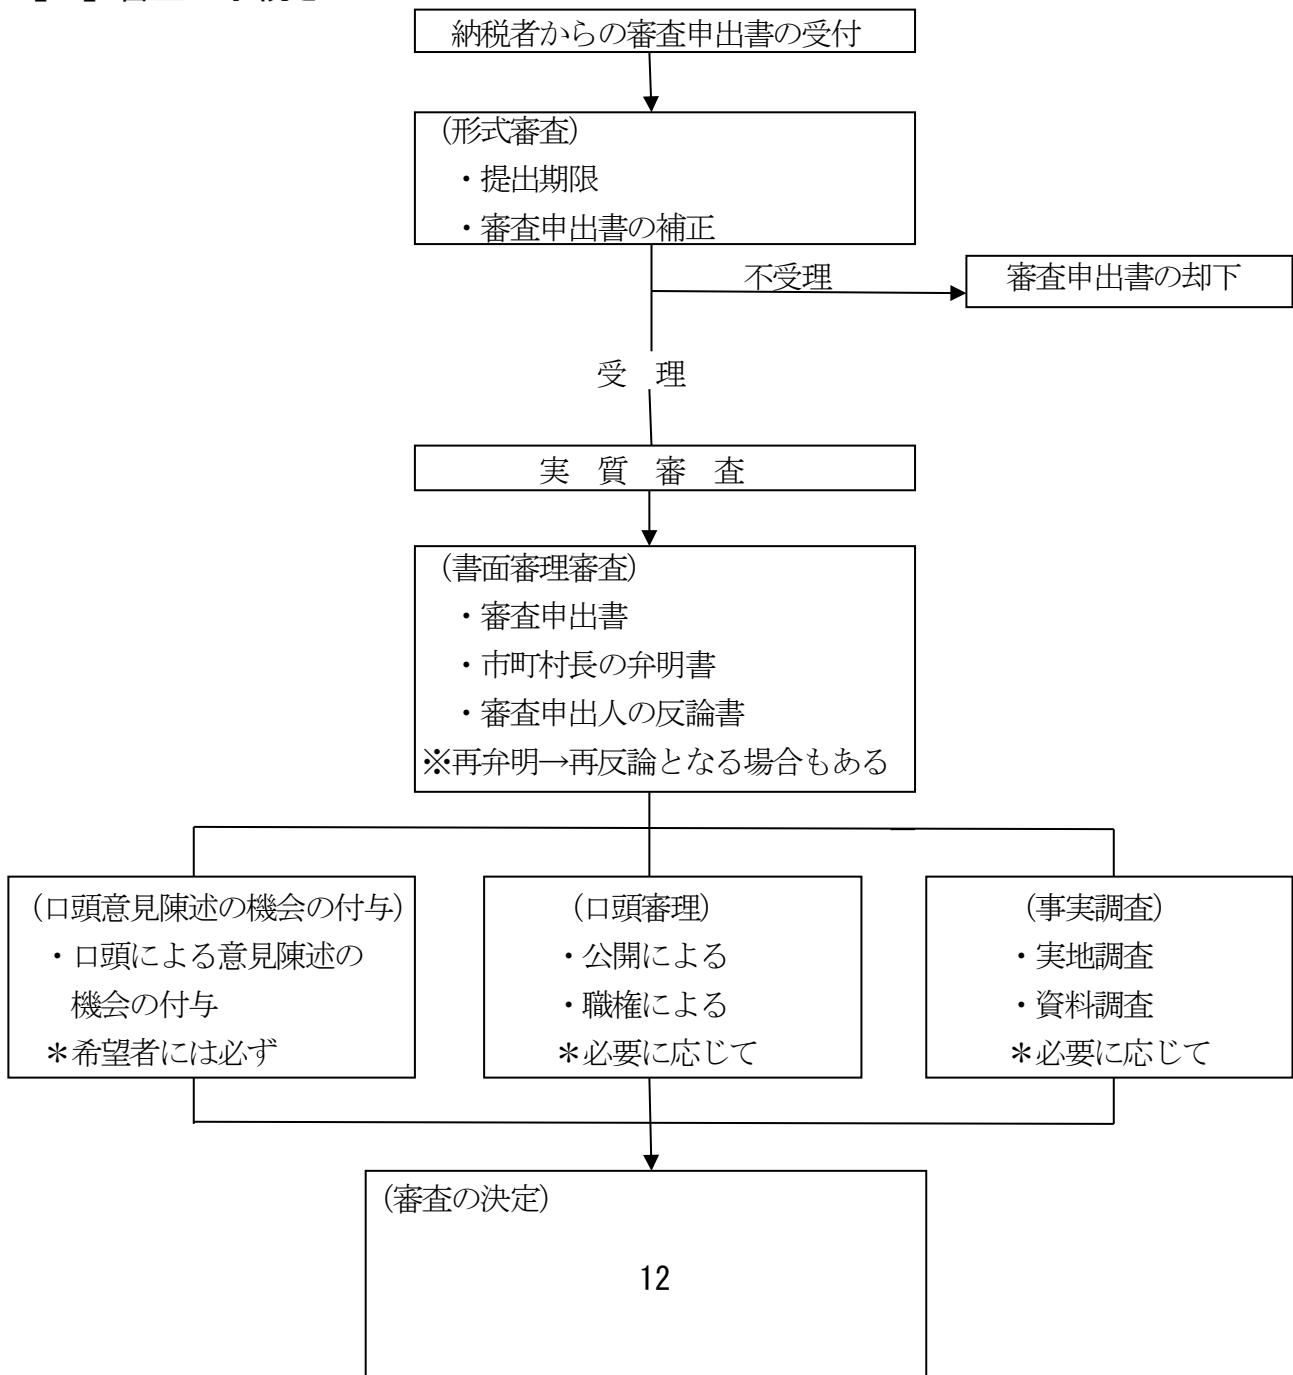 納税者からの審査申出書の受付
（形式審査）
・提出期限
・審査申出書の補正
不受理
審査申出書の却下
受　理
実　質　審　査
（書面審理審査）
・審査申出書
・市町村長の弁明書
・審査申出人の反論書
※再弁明→再反論となる場合もある
（口頭意見陳述の機会の付与）
・口頭による意見陳述の
機会の付与
＊希望者には必ず
（口頭審理）
・公開による
・職権による
＊必要に応じて
（事実調査）
・実地調査
・資料調査
＊必要に応じて
（審査の決定）
12